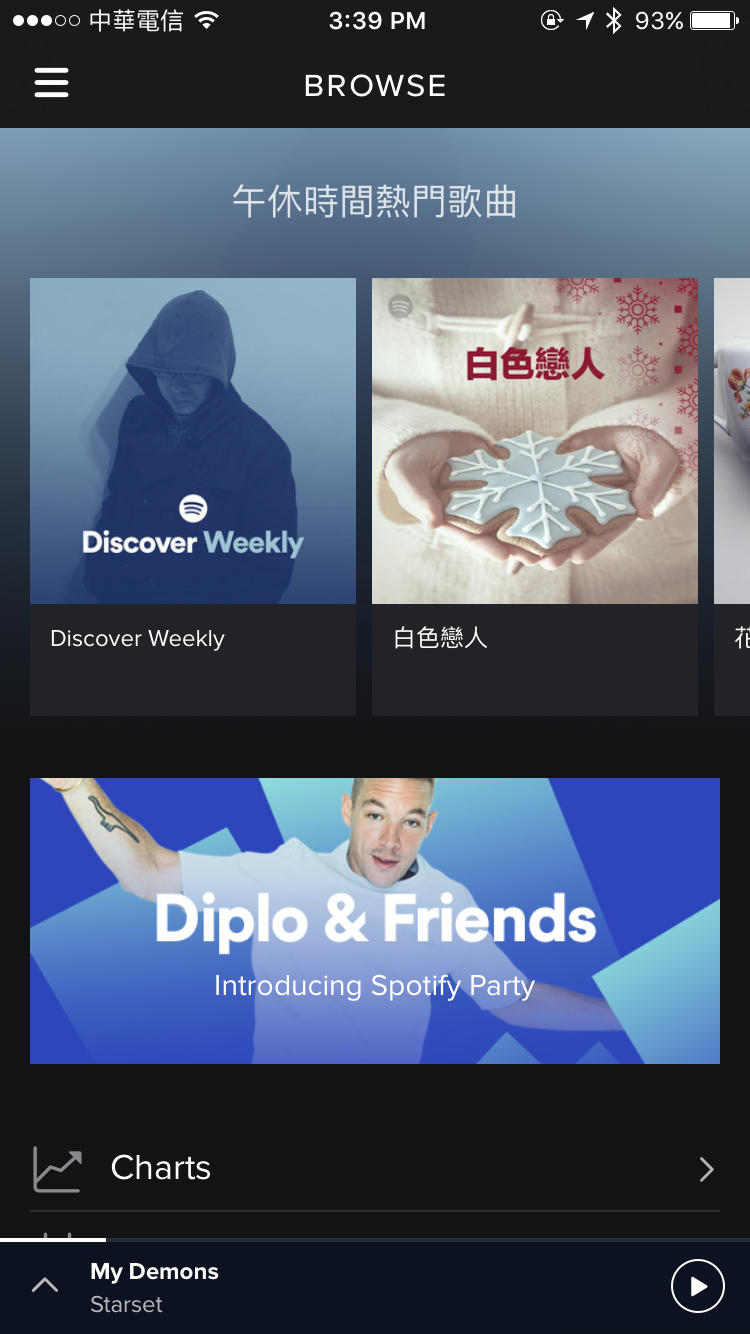 中華電信
3:39 PM
93%
BROWSE
午休時間熱門歌曲
Discover Weekly
白色戀人
Discover Weekly
白色戀人
花
Diplo & Friends
Introducing Spotify Party
Charts
My Demons
Starset